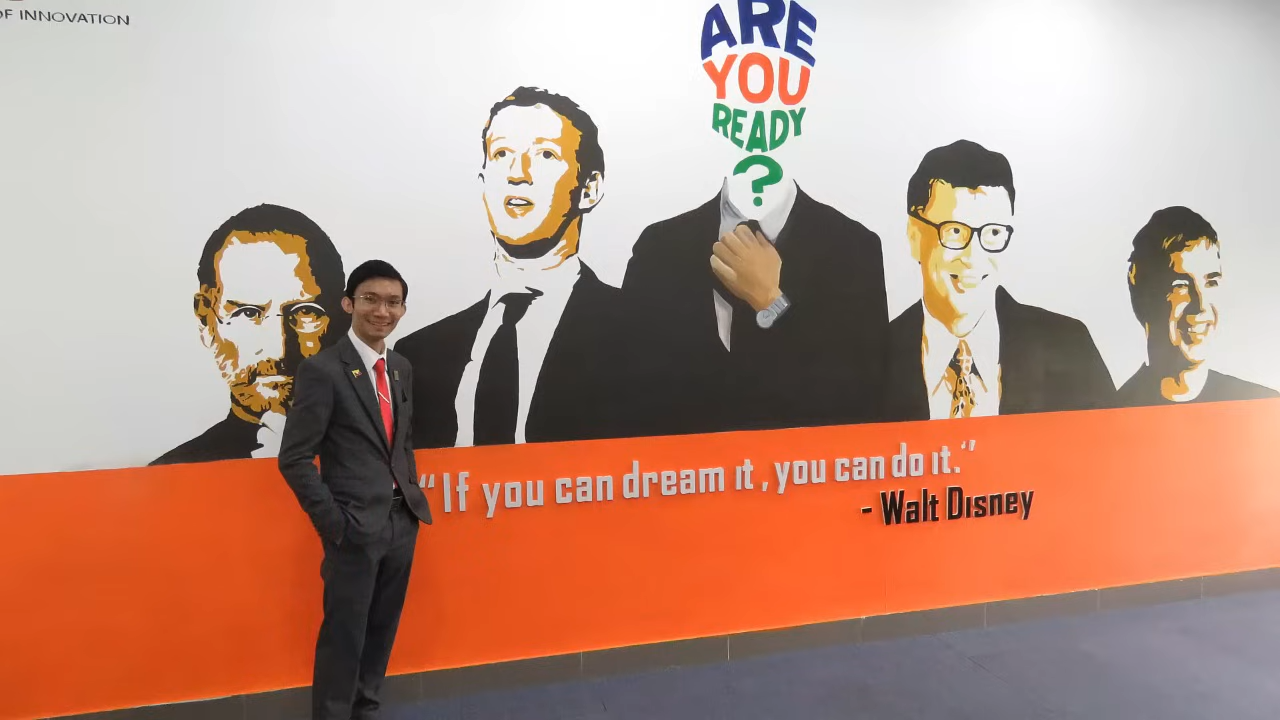 OF INNOVATION
ARE
YOU
READY
?
"If you can dream it, you can do it."
- Walt Disney